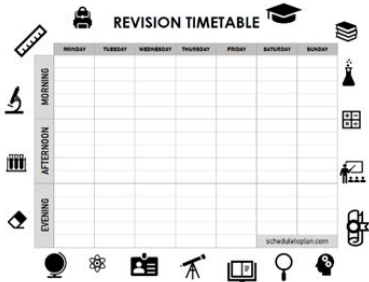 REVISION TIMETABLE
MONDAY TUESDAY WEDNESDAY THURSDAY FRIDAY SATURDAY SUNDAY
MORNING
AFTERNOON
EVENING
scheduletoplan.com